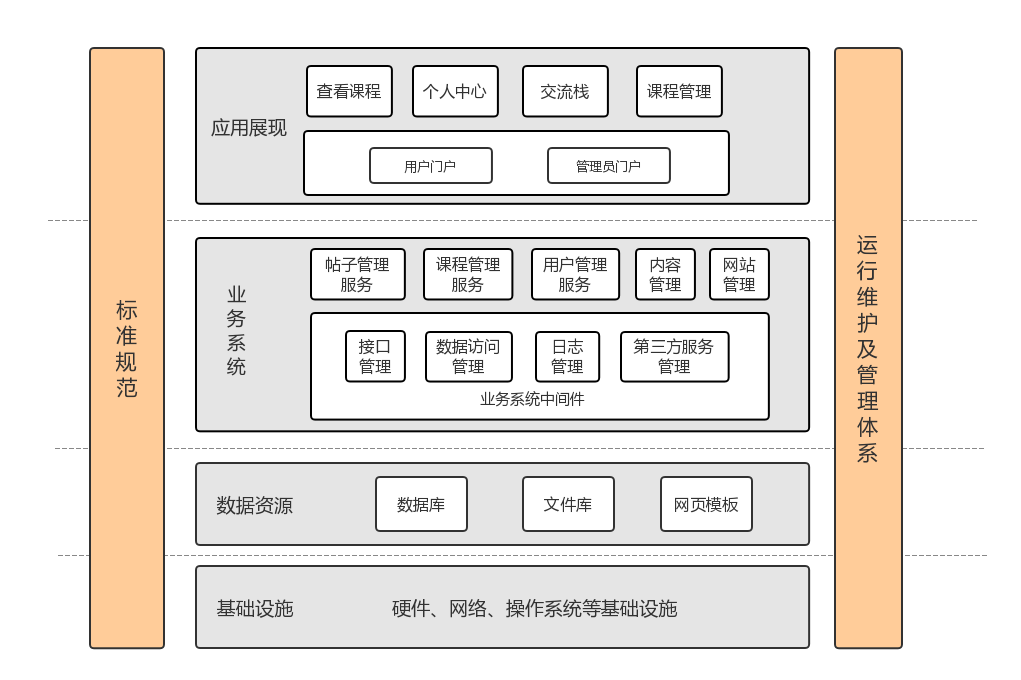 标
准
规
范
应用展现
查看课程
个人中心
交流栈
课程管理
用户门户
管理员门户
业
务
系
统
帖子管理
服务
课程管理
服务
用户管理
服务
内容
管理
网站
管理
接口
管理
数据访问
管理
日志
管理
第三方服务
管理
业务系统中间件
数据资源
数据库
文件库
网页模板
基础设施
硬件、网络、操作系统等基础设施
运
行
维
护
及
管
理
体
系